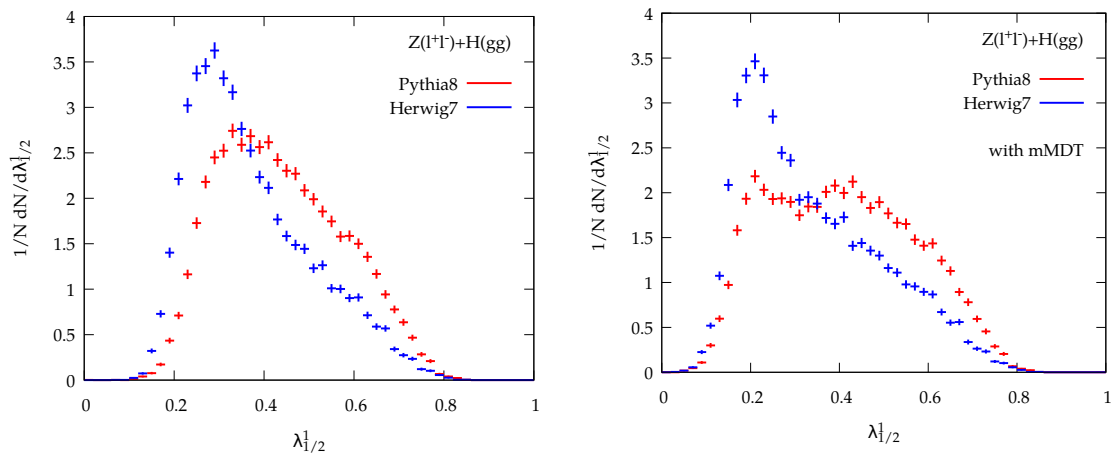 4
3.5
3
2.5
2
1.5
1
0.5
0
1/N dN/dλ¹₁/₂
Z(l⁺l⁻)+H(gg)
Pythia8
Herwig7
0 0.2 0.4 0.6 0.8 1
λ¹₁/₂
4
3.5
3
2.5
2
1.5
1
0.5
0
1/N dN/dλ¹₁/₂
Z(l⁺l⁻)+H(gg)
Pythia8
Herwig7
with mMDT
0 0.2 0.4 0.6 0.8 1
λ¹₁/₂